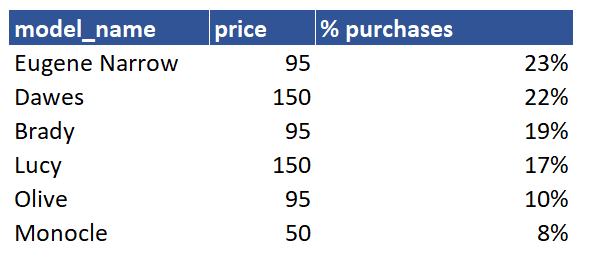 model_name price % purchases
Eugene Narrow 95 23%
Dawes 150 22%
Brady 95 19%
Lucy 150 17%
Olive 95 10%
Monocle 50 8%